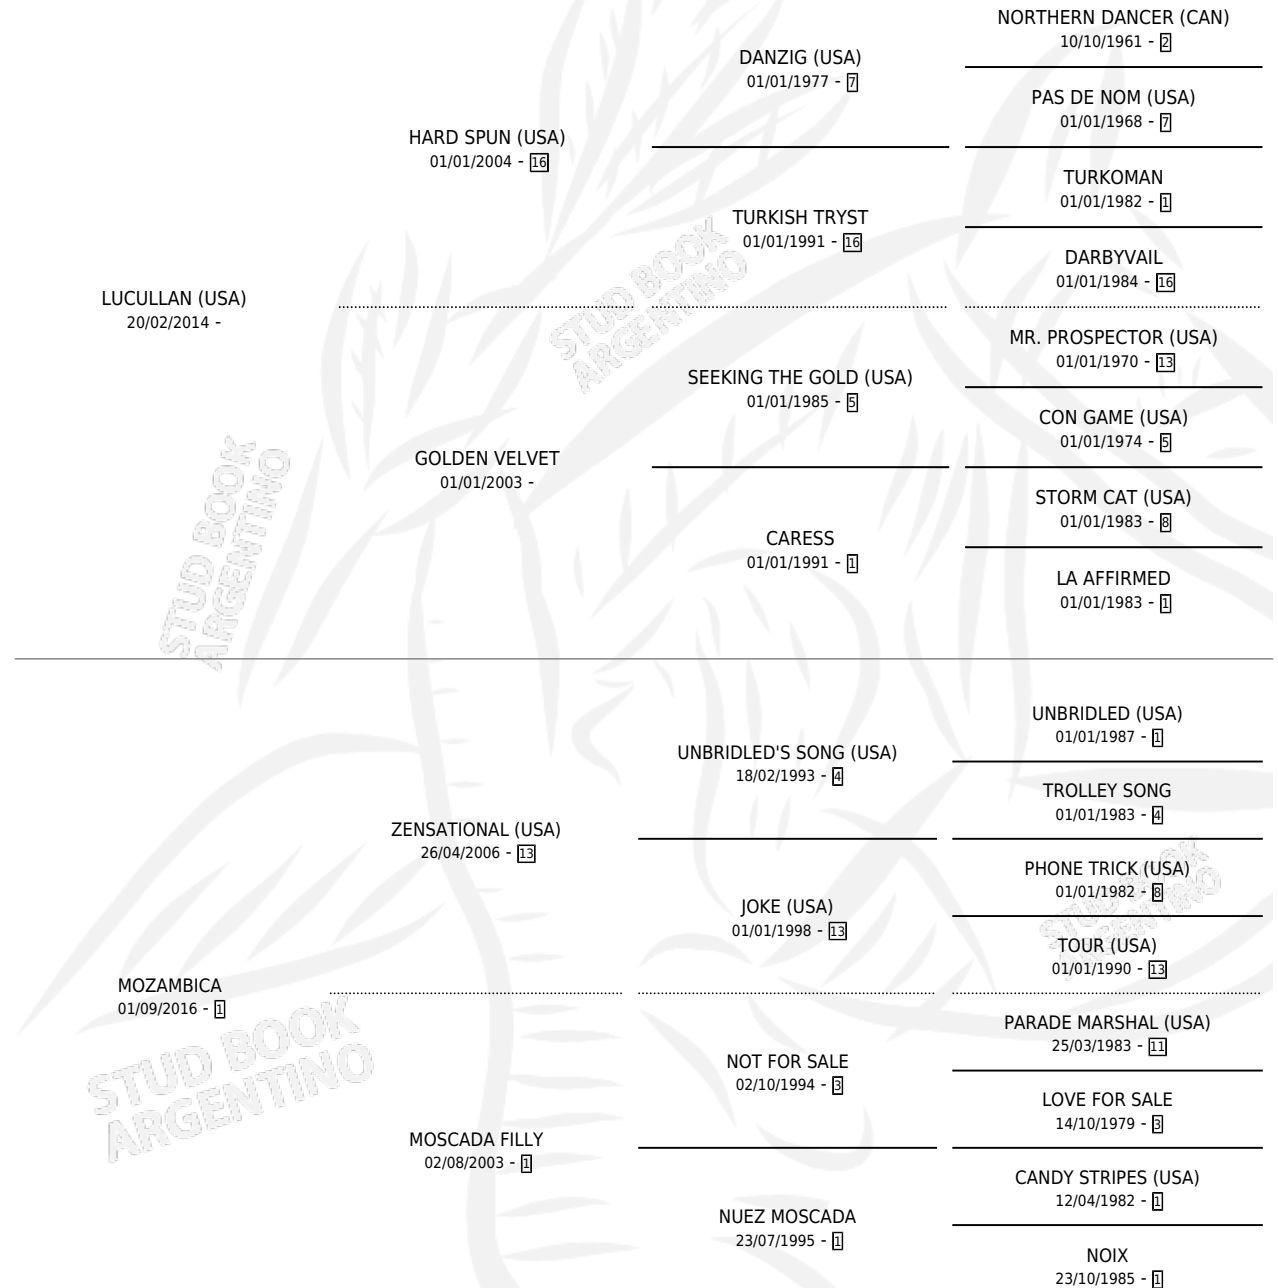 NORTHERN DANCER (CAN)
10/10/1961 - 2
DANZIG (USA)
01/01/1977 - 7
PAS DE NOM (USA)
01/01/1968 - 7
HARD SPUN (USA)
01/01/2004 - 16
TURKOMAN
01/01/1982 - 1
TURKISH TRYST
01/01/1991 - 16
DARBYVAIL
01/01/1984 - 16
LUCULLAN (USA)
20/02/2014 -
MR. PROSPECTOR (USA)
01/01/1970 - 13
SEEKING THE GOLD (USA)
01/01/1985 - 5
CON GAME (USA)
01/01/1974 - 5
GOLDEN VELVET
01/01/2003 -
STORM CAT (USA)
01/01/1983 - 8
CARESS
01/01/1991 - 1
LA AFFIRMED
01/01/1983 - 1
UNBRIDLED (USA)
01/01/1987 - 1
UNBRIDLED'S SONG (USA)
18/02/1993 - 4
TROLLEY SONG
01/01/1983 - 4
ZENSATIONAL (USA)
26/04/2006 - 13
PHONE TRICK (USA)
01/01/1982 - 8
JOKE (USA)
01/01/1998 - 13
TOUR (USA)
01/01/1990 - 13
MOZAMBICA
01/09/2016 - 1
PARADE MARSHAL (USA)
25/03/1983 - 11
NOT FOR SALE
02/10/1994 - 3
LOVE FOR SALE
14/10/1979 - 3
MOSCADA FILLY
02/08/2003 - 1
CANDY STRIPES (USA)
12/04/1982 - 1
NUEZ MOSCADA
23/07/1995 - 1
NOIX
23/10/1985 - 1
STUD BOOK
ARGENTINO
STUD BOOK
ARGENTINO
STUD BOOK
ARGENTINO
STUD BOOK
ARGENTINO